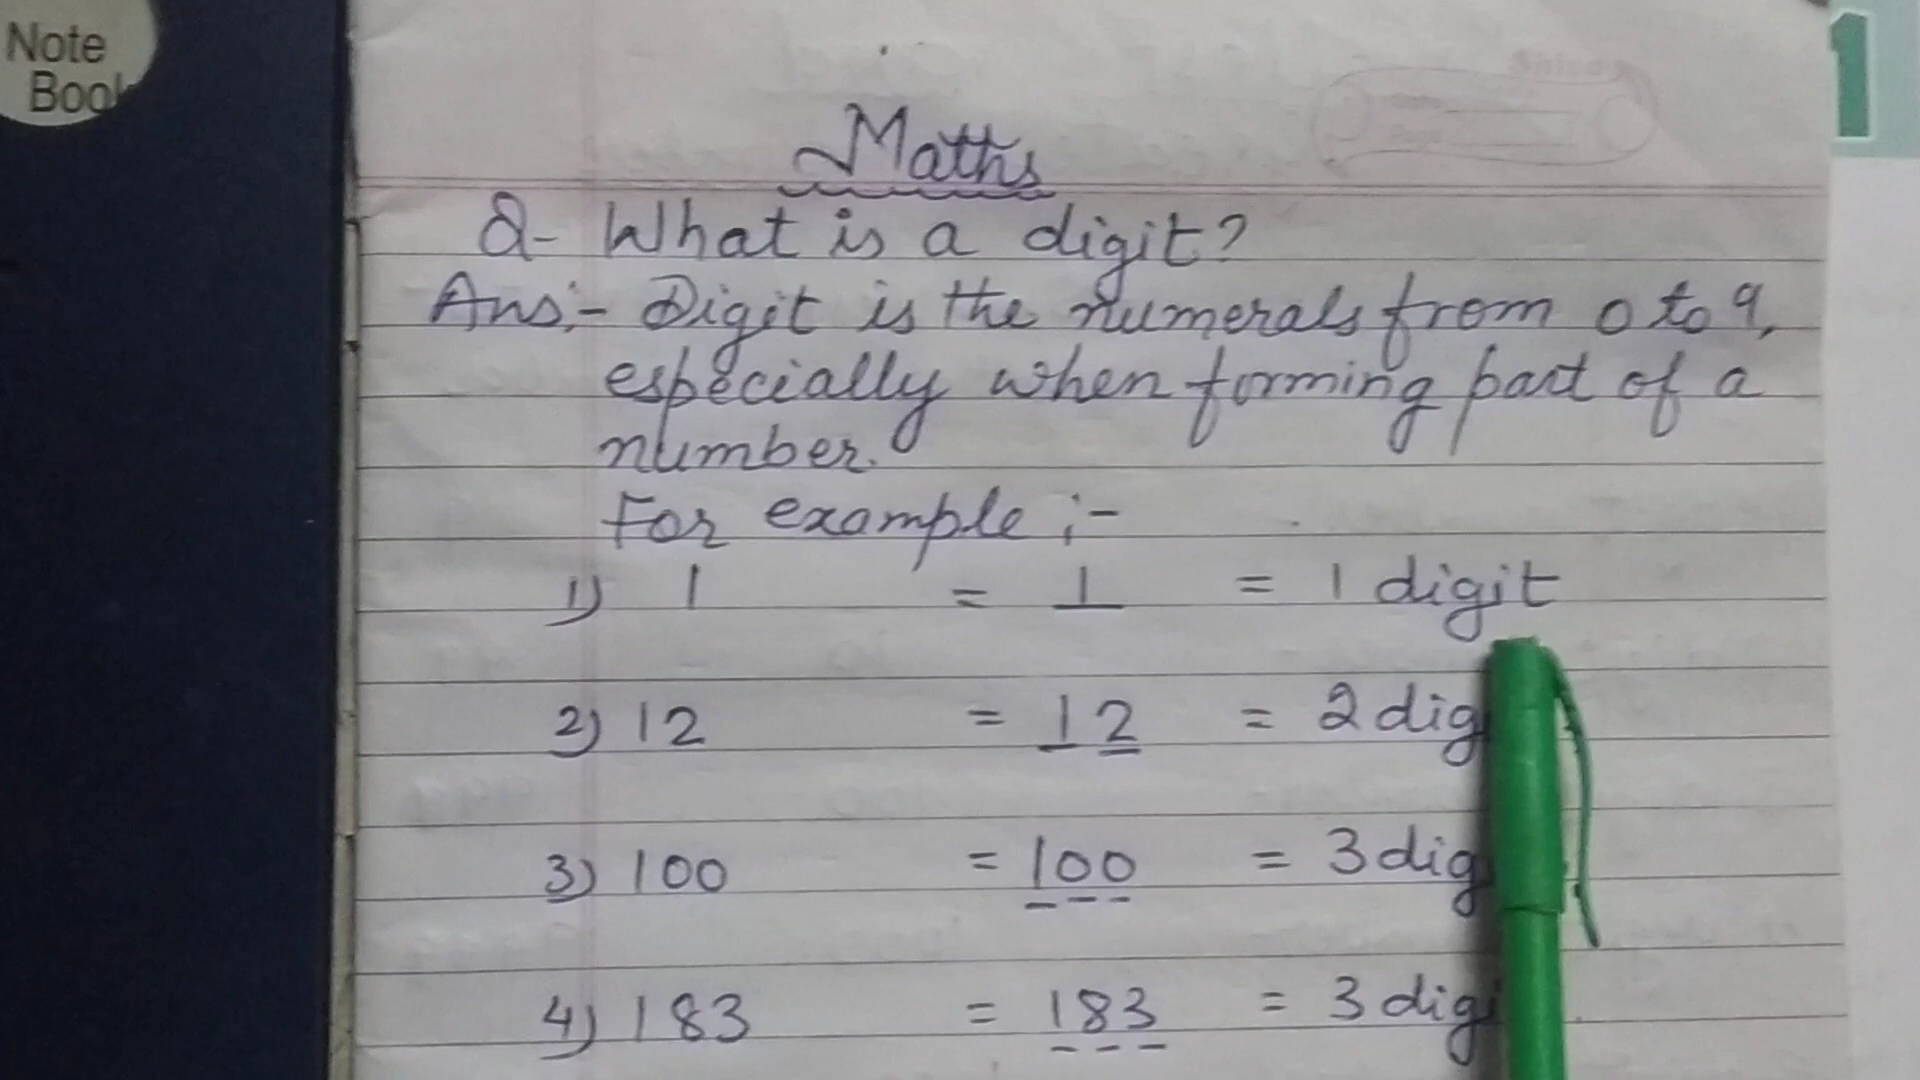 Note
Book
1
Maths
Q- What is a digit?
Ans:- Digit is the numerals from 0 to 9,
especially when forming part of a
number.
For example :-
1) 1 = 1 = 1 digit
2) 12 = 12 = 2 dig
3) 100 = 100 = 3 dig
4) 183 = 183 = 3 digi